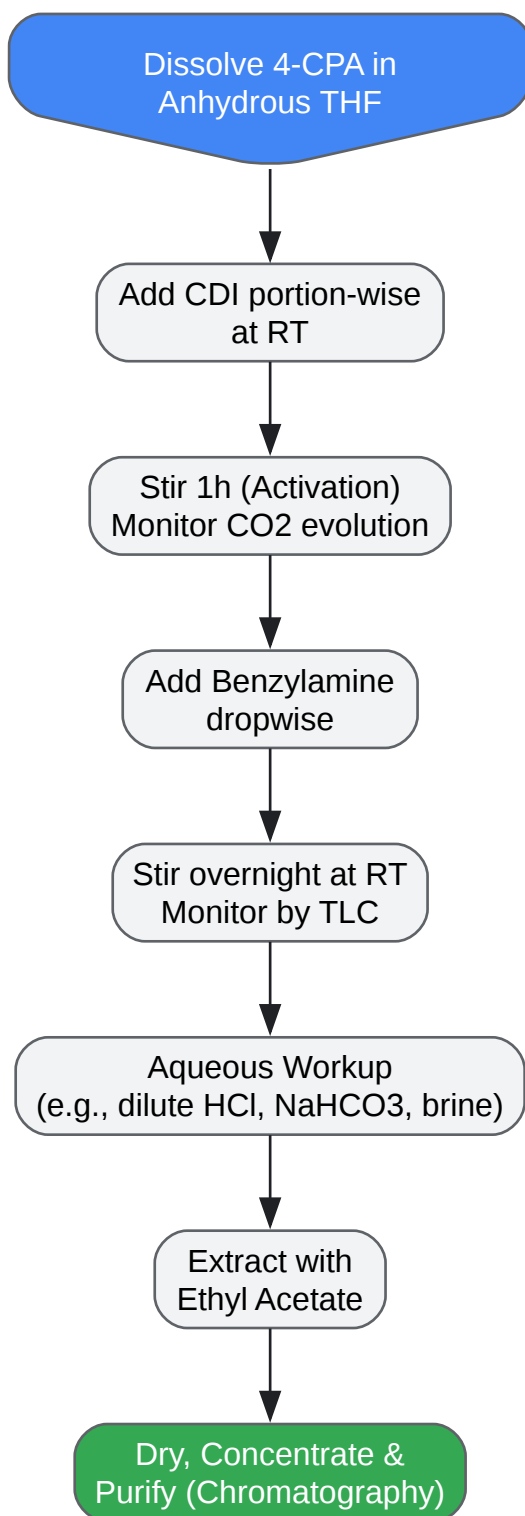 Dissolve 4-CPA in
Anhydrous THF
Add CDI portion-wise
at RT
Stir 1h (Activation)
Monitor CO2 evolution
Add Benzylamine
dropwise
Stir overnight at RT
Monitor by TLC
Aqueous Workup
(e.g., dilute HCl, NaHCO3, brine)
Extract with
Ethyl Acetate
Dry, Concentrate &
Purify (Chromatography)